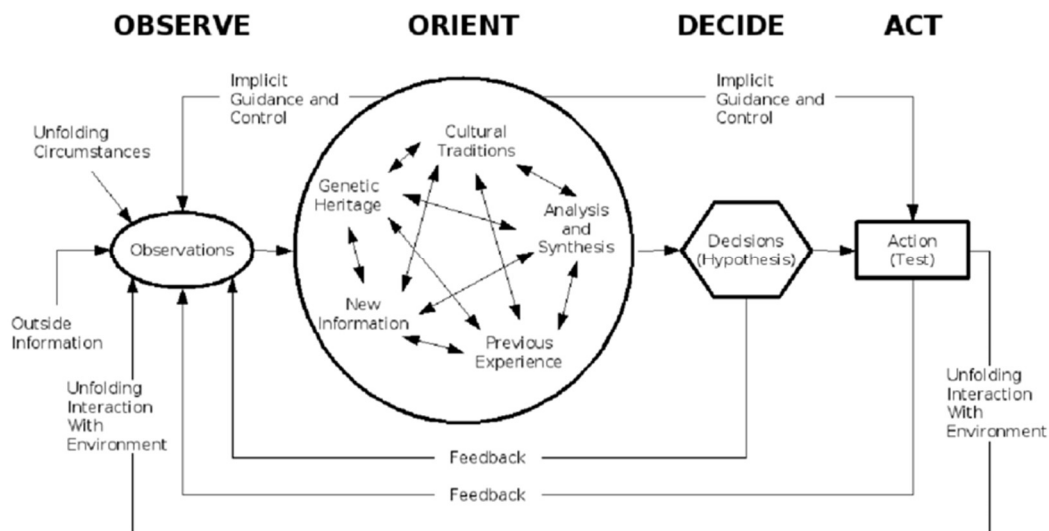 OBSERVE ORIENT DECIDE ACT
Implicit
Guidance and
Control
Implicit
Guidance and
Control
Unfolding
Circumstances
Cultural
Traditions
Genetic
Heritage
Analysis
and
Synthesis
Observations
Decisions
(Hypothesis)
Action
(Test)
New
Information
Previous
Experience
Outside
Information
Unfolding
Interaction
With
Environment
Unfolding
Interaction
With
Environment
Feedback
Feedback